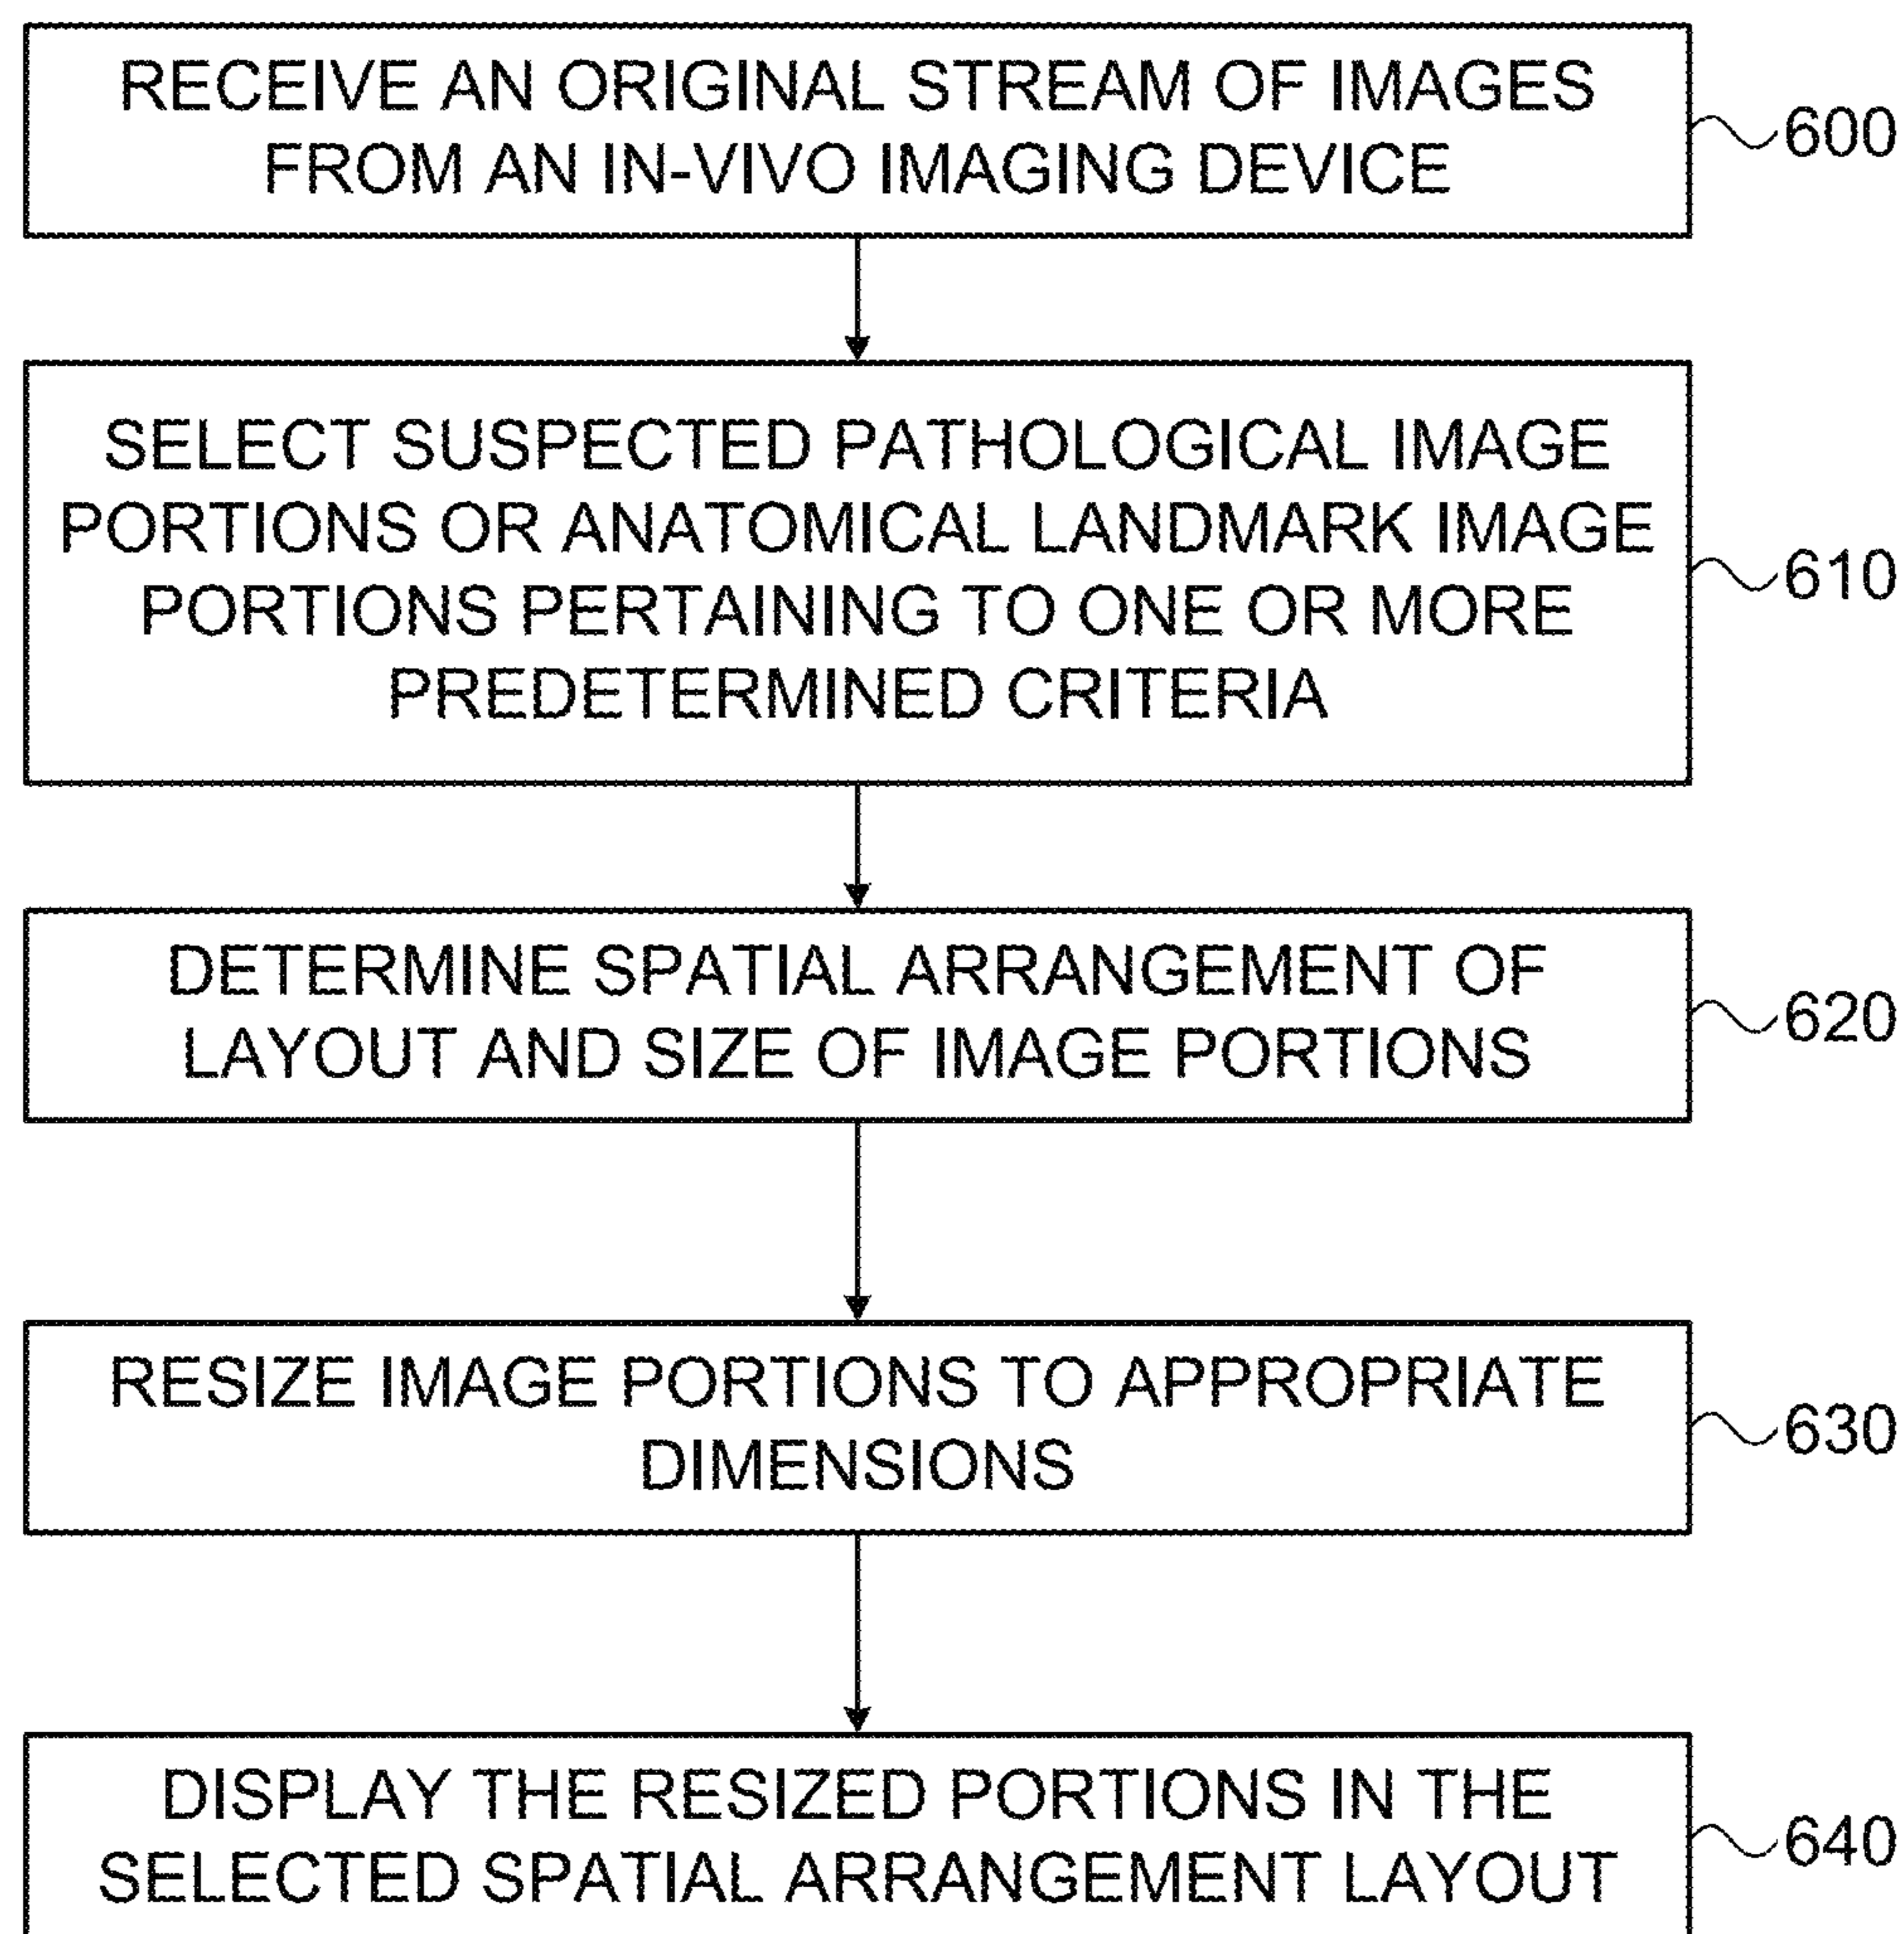 RECEIVE AN ORIGINAL STREAM OF IMAGES
FROM AN IN-VIVO IMAGING DEVICE
600
SELECT SUSPECTED PATHOLOGICAL IMAGE
PORTIONS OR ANATOMICAL LANDMARK IMAGE
PORTIONS PERTAINING TO ONE OR MORE
PREDETERMINED CRITERIA
610
DETERMINE SPATIAL ARRANGEMENT OF
LAYOUT AND SIZE OF IMAGE PORTIONS
620
RESIZE IMAGE PORTIONS TO APPROPRIATE
DIMENSIONS
630
DISPLAY THE RESIZED PORTIONS IN THE
SELECTED SPATIAL ARRANGEMENT LAYOUT
640